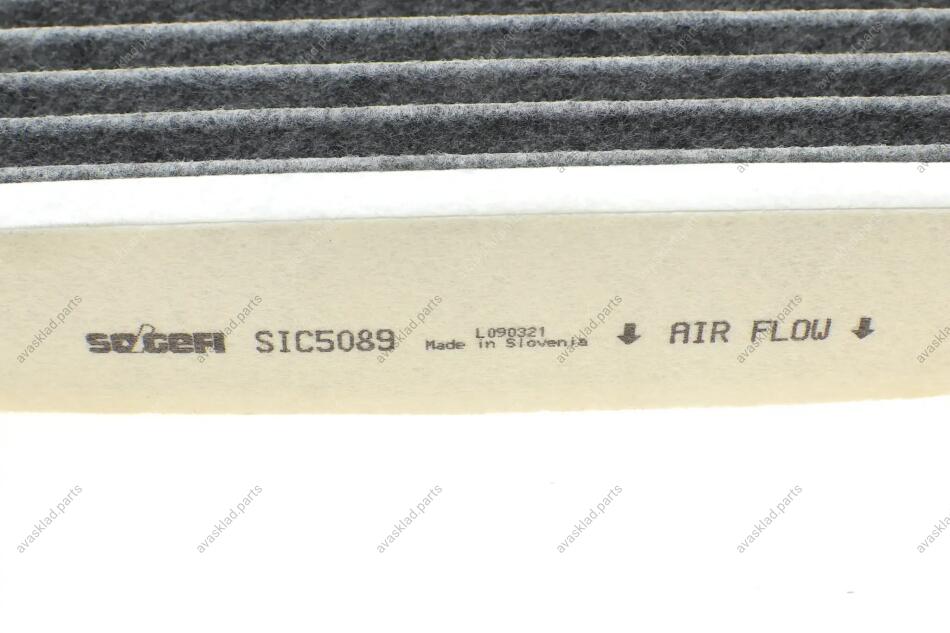 SOGEFI SIC5089 L090321 AIR FLOW
Made in Slovenia
avasklad.parts